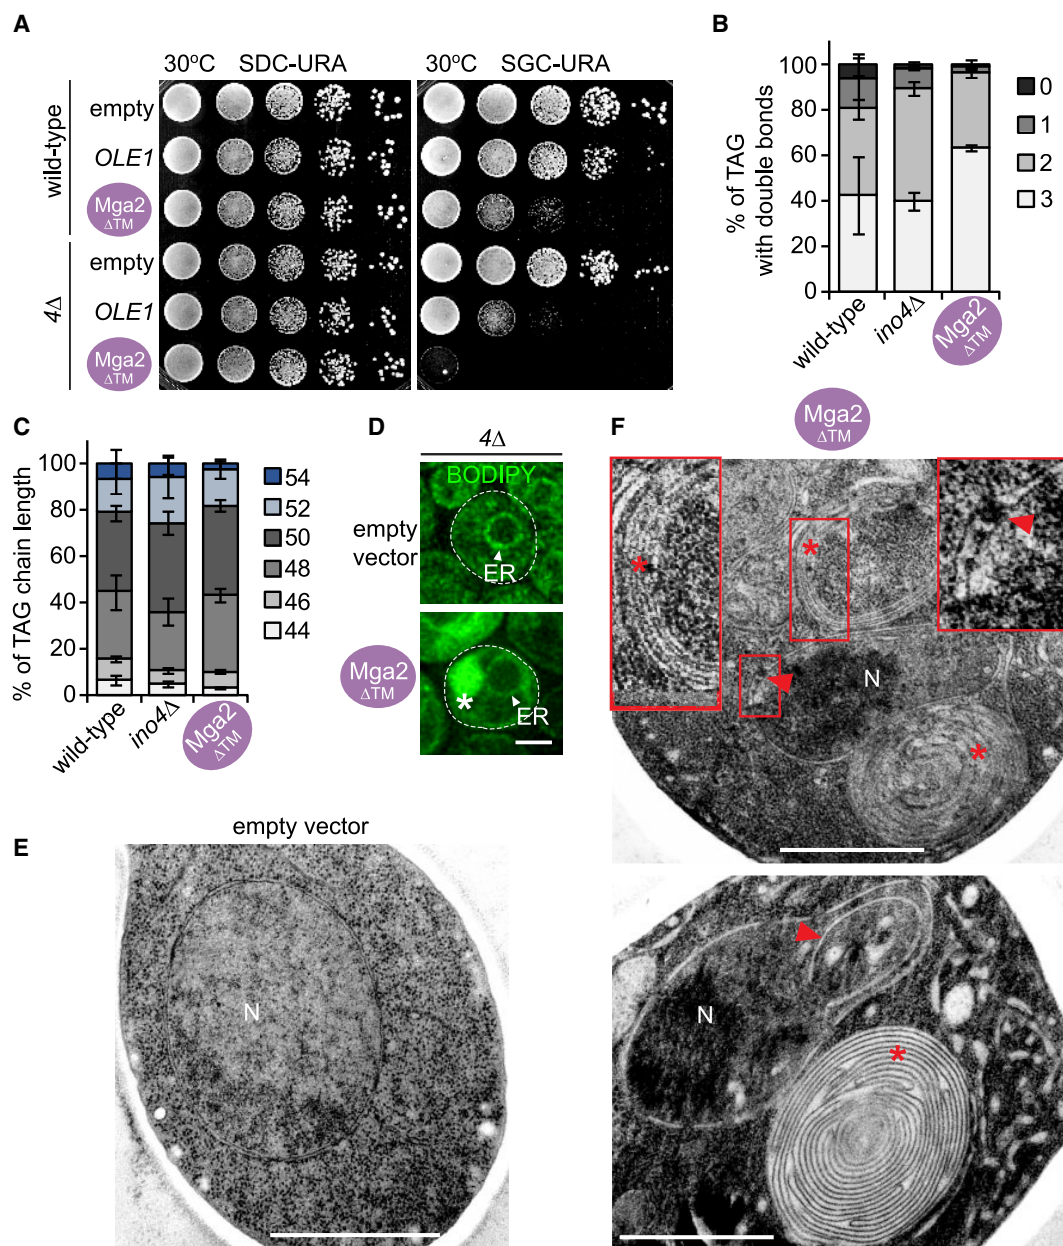 A
30°C SDC-URA
30°C SGC-URA
wild-type
empty
OLE1
Mga2
ΔTM
4Δ
empty
OLE1
Mga2
ΔTM
B
% of TAG
with double bonds
100
80
60
40
20
0
0
1
2
3
wild-type
ino4Δ
Mga2
ΔTM
C
% of TAG chain length
100
80
60
40
20
0
54
52
50
48
46
44
wild-type
ino4Δ
Mga2
ΔTM
D
4Δ
BODIPY
empty
vector
ER
Mga2
ΔTM
*
ER
E
empty vector
N
F
Mga2
ΔTM
*
*
N
*
N
*